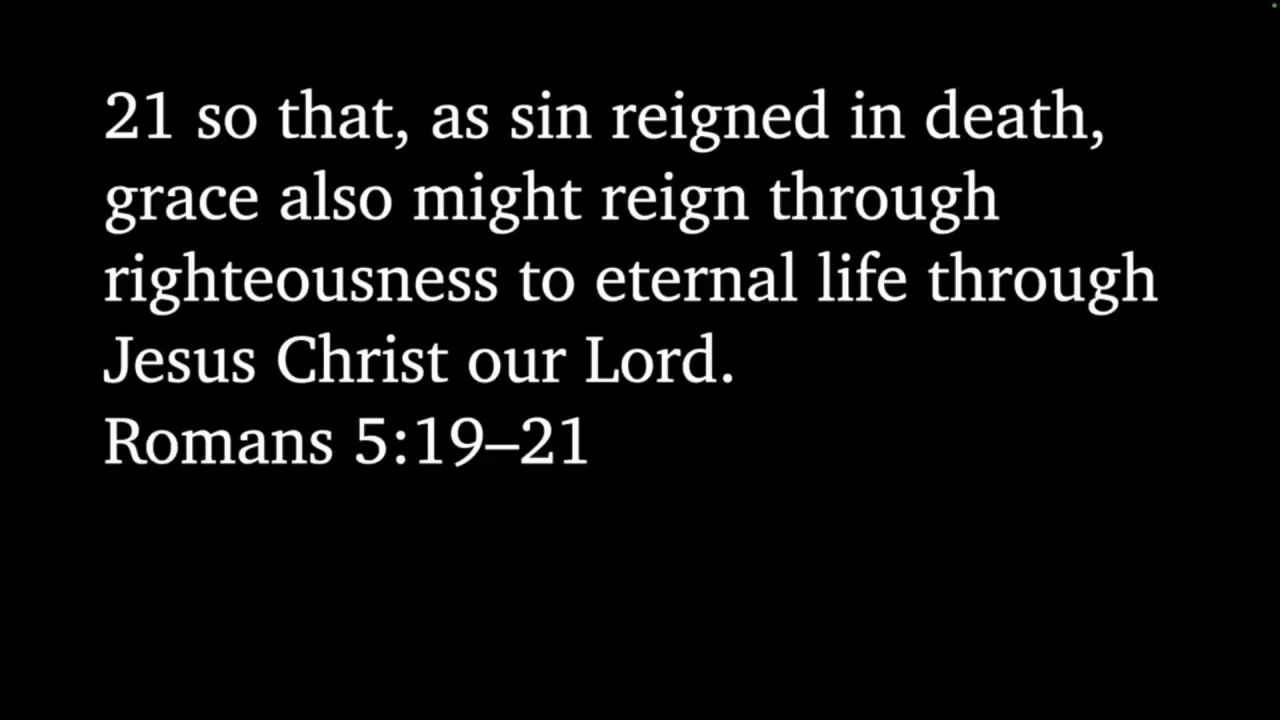 21 so that, as sin reigned in death,
grace also might reign through
righteousness to eternal life through
Jesus Christ our Lord.
Romans 5:19–21